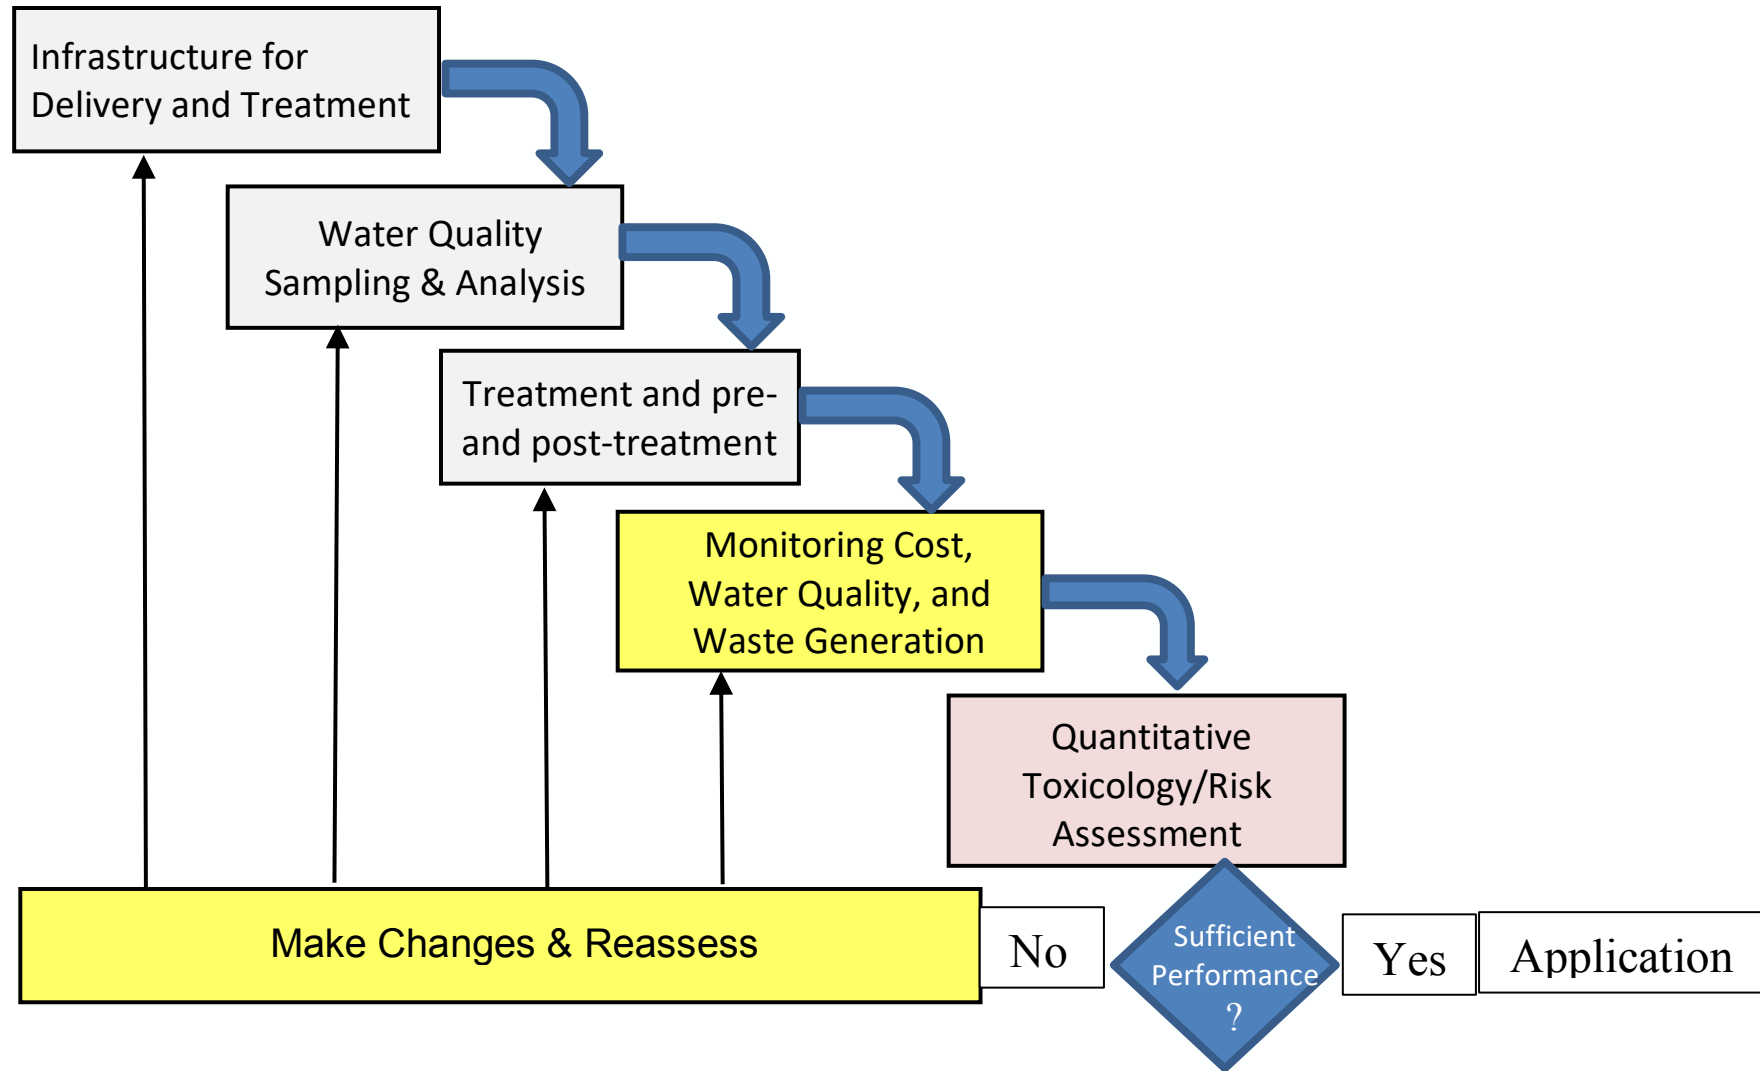 Infrastructure for
Delivery and Treatment
Water Quality
Sampling & Analysis
Treatment and pre-
and post-treatment
Monitoring Cost,
Water Quality, and
Waste Generation
Quantitative
Toxicology/Risk
Assessment
Make Changes & Reassess
No
Sufficient
Performance
?
Yes
Application